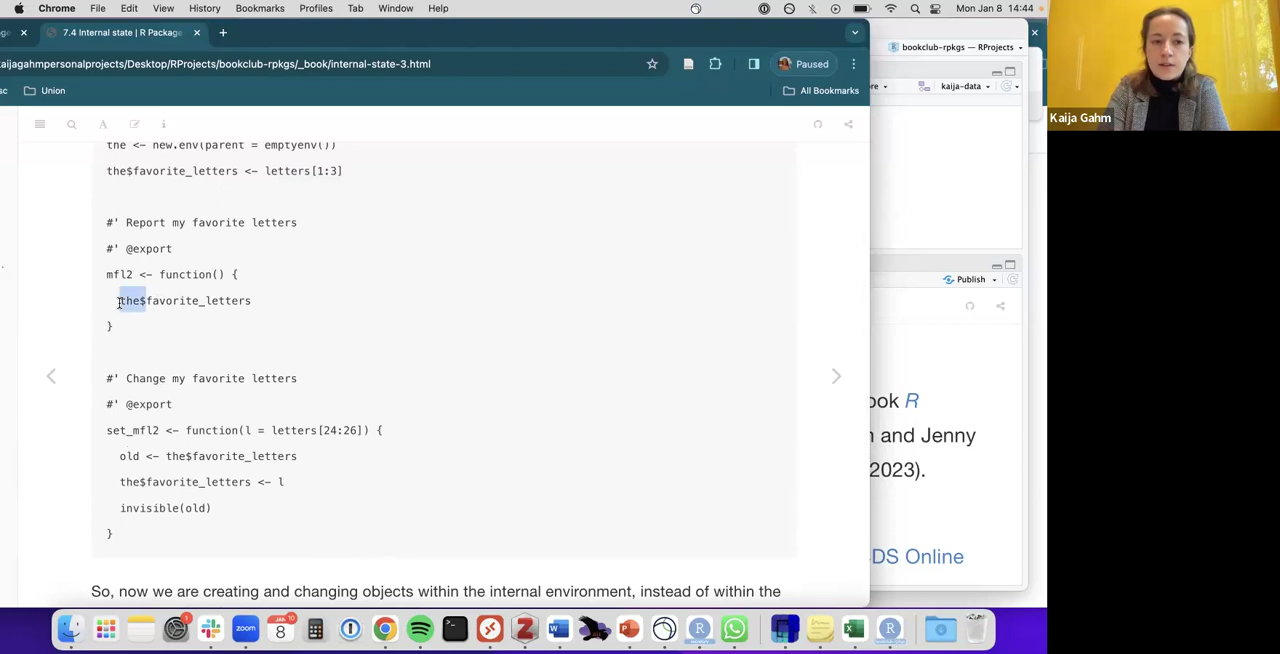 Chrome File Edit View History Bookmarks Profiles Tab Window Help Mon Jan 8 14:44
7.4 Internal state | R Package
bookclub-rpkgs — RProjects
aijagahmpersonalprojects/Desktop/RProjects/bookclub-rpkgs/_book/internal-state-3.html
Paused
kaija-data
Union
All Bookmarks
Kaija Gahm
the <- new.env(parent = emptyenv())
the$favorite_letters <- letters[1:3]
#' Report my favorite letters
#' @export
mfl2 <- function() {
the$favorite_letters
}
Publish
#' Change my favorite letters
#' @export
set_mfl2 <- function(l = letters[24:26]) {
old <- the$favorite_letters
the$favorite_letters <- l
invisible(old)
}
ook R
n and Jenny
2023).
DS Online
So, now we are creating and changing objects within the internal environment, instead of within the